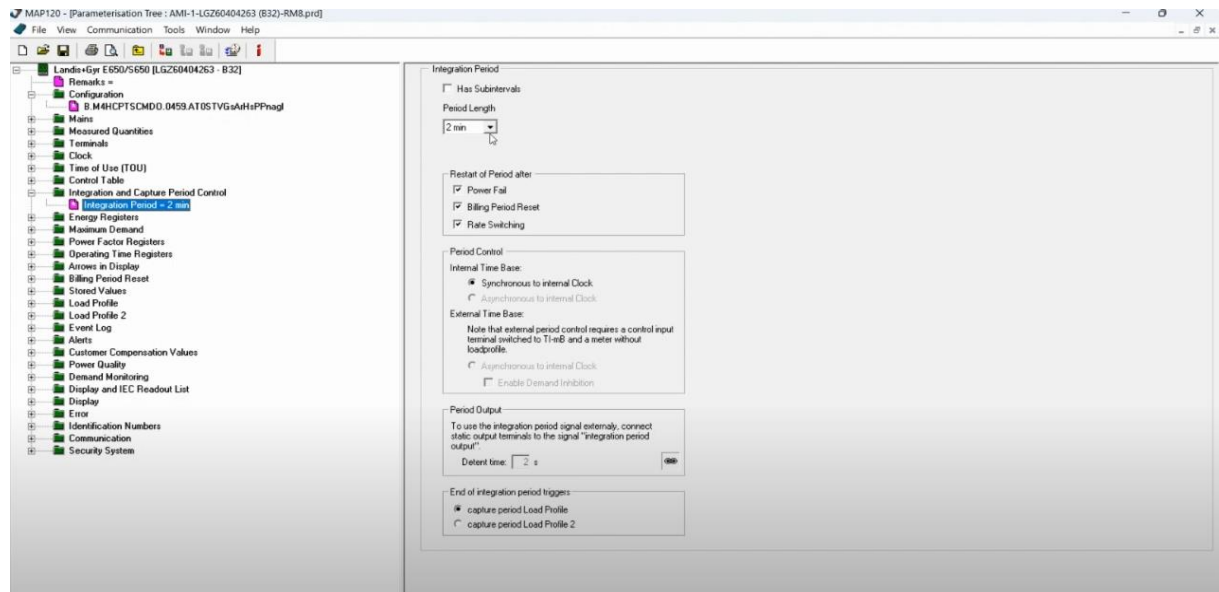 MAP120 - [Parameterisation Tree : AMI-1-LGZ60404263 (B32)-RM8.prd]
File View Communication Tools Window Help
Landis+Gyr E650/S650 [LGZ60404263 - B32]
Remarks =
Configuration
B.M4HCPTSCMDO.0459.AT0STVGsArHsPPnagl
Mains
Measured Quantities
Terminals
Clock
Time of Use (TOU)
Control Table
Integration and Capture Period Control
Integration Period = 2 min
Energy Registers
Maximum Demand
Power Factor Registers
Operating Time Registers
Arrows in Display
Billing Period Reset
Stored Values
Load Profile
Load Profile 2
Event Log
Alerts
Customer Compensation Values
Power Quality
Demand Monitoring
Display and IEC Readout List
Display
Error
Identification Numbers
Communication
Security System
Integration Period
Has Subintervals
Period Length
2 min
Restart of Period after
Power Fail
Billing Period Reset
Rate Switching
Period Control
Internal Time Base:
Synchronous to internal Clock
Asynchronous to internal Clock
External Time Base:
Note that external period control requires a control input
terminal switched to TI-mB and a meter without
loadprofile.
Asynchronous to internal Clock
Enable Demand Inhibition
Period Output
To use the integration period signal externaly, connect
static output terminals to the signal "integration period
output".
Detent time: 2 s
End of integration period triggers
capture period Load Profile
capture period Load Profile 2